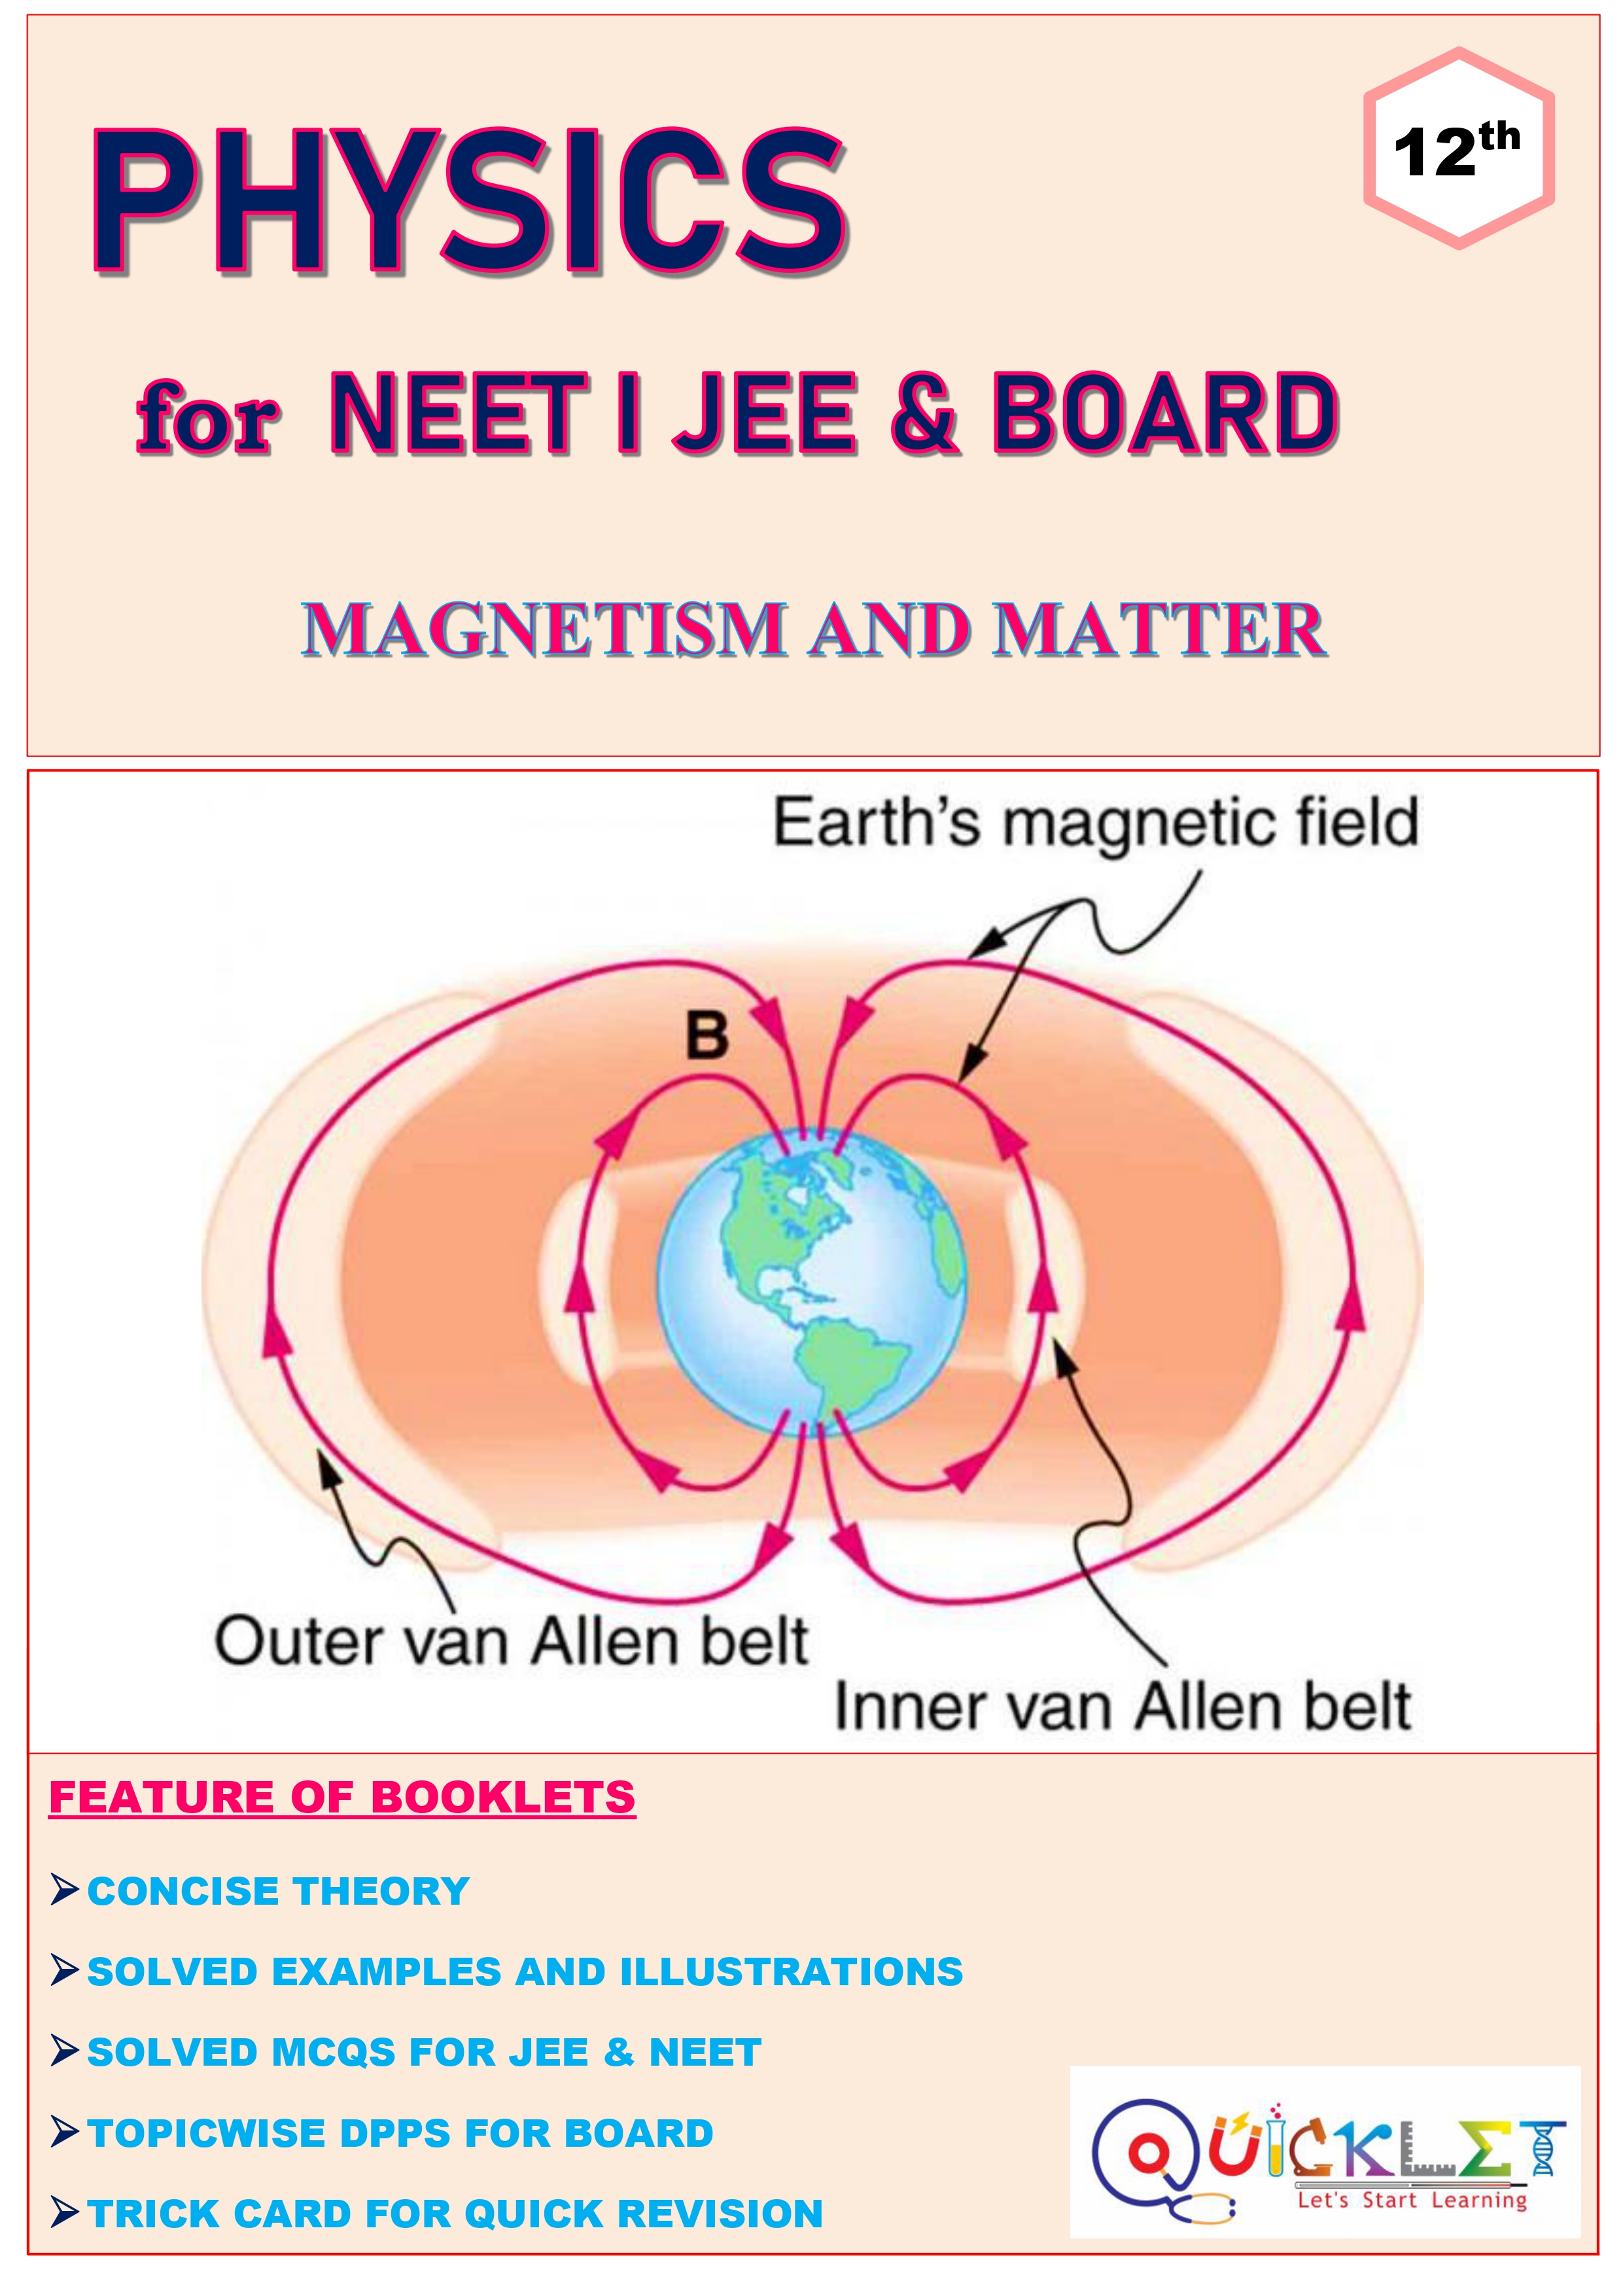 12th
PHYSICS
for NEET I JEE & BOARD
MAGNETISM AND MATTER
Earth's magnetic field
B
Outer van Allen belt
Inner van Allen belt
FEATURE OF BOOKLETS
➢ CONCISE THEORY
➢ SOLVED EXAMPLES AND ILLUSTRATIONS
➢ SOLVED MCQS FOR JEE & NEET
➢ TOPICWISE DPPS FOR BOARD
➢ TRICK CARD FOR QUICK REVISION
QUICKLET
Let's Start Learning